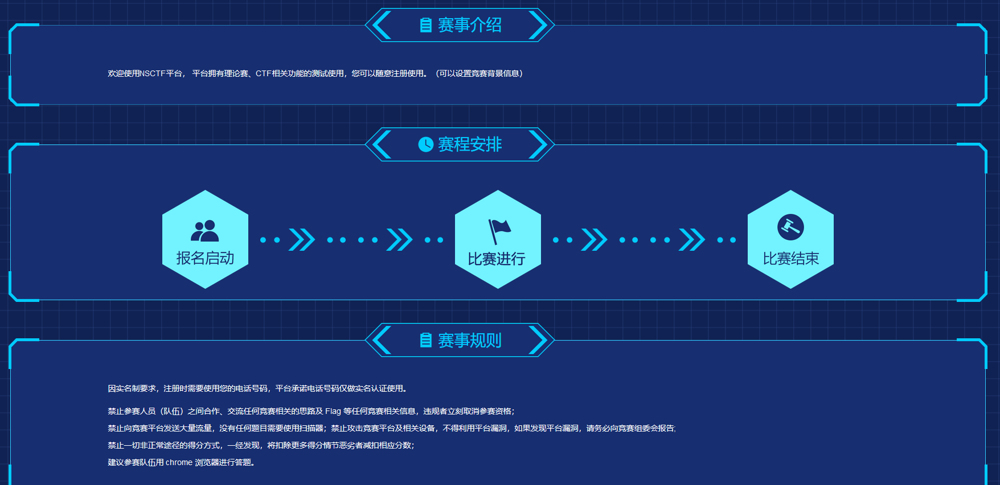 赛事介绍
欢迎使用NSCTF平台， 平台拥有理论赛、CTF相关功能的测试使用，您可以随意注册使用。（可以设置竞赛背景信息）
赛程安排
报名启动
比赛进行
比赛结束
赛事规则
因实名制要求，注册时需要使用您的电话号码，平台承诺电话号码仅做实名认证使用。
禁止参赛人员（队伍）之间合作、交流任何竞赛相关的思路及 Flag 等任何竞赛相关信息，违规者立刻取消参赛资格；
禁止向竞赛平台发送大量流量，没有任何题目需要使用扫描器；禁止攻击竞赛平台及相关设备，不得利用平台漏洞，如果发现平台漏洞，请务必向竞赛组委会报告;
禁止一切非正常途径的得分方式，一经发现，将扣除更多得分情节恶劣者减扣相应分数；
建议参赛队伍用 chrome 浏览器进行答题。